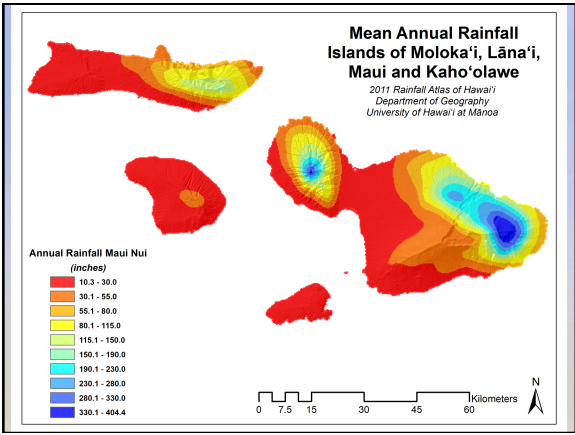 Mean Annual Rainfall
Islands of Moloka‘i, Lāna‘i,
Maui and Kaho‘olawe
2011 Rainfall Atlas of Hawai‘i
Department of Geography
University of Hawai‘i at Mānoa
Annual Rainfall Maui Nui
(inches)
10.3 - 30.0
30.1 - 55.0
55.1 - 80.0
80.1 - 115.0
115.1 - 150.0
150.1 - 190.0
190.1 - 230.0
230.1 - 280.0
280.1 - 330.0
330.1 - 404.4
N
Kilometers
0 7.5 15 30 45 60